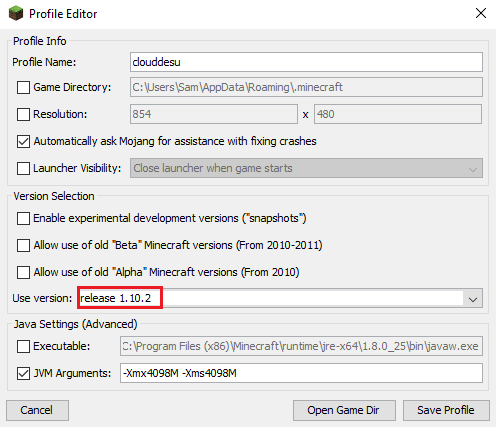 Profile Editor
Profile Info
Profile Name: clouddesu
Game Directory: C:\Users\Sam\AppData\Roaming\.minecraft
Resolution: 854 x 480
Automatically ask Mojang for assistance with fixing crashes
Launcher Visibility: Close launcher when game starts
Version Selection
Enable experimental development versions ("snapshots")
Allow use of old "Beta" Minecraft versions (From 2010-2011)
Allow use of old "Alpha" Minecraft versions (From 2010)
Use version: release 1.10.2
Java Settings (Advanced)
Executable: C:\Program Files (x86)\Minecraft\runtime\jre-x64\1.8.0_25\bin\javaw.exe
JVM Arguments: -Xmx4098M -Xms4098M
Cancel Open Game Dir Save Profile